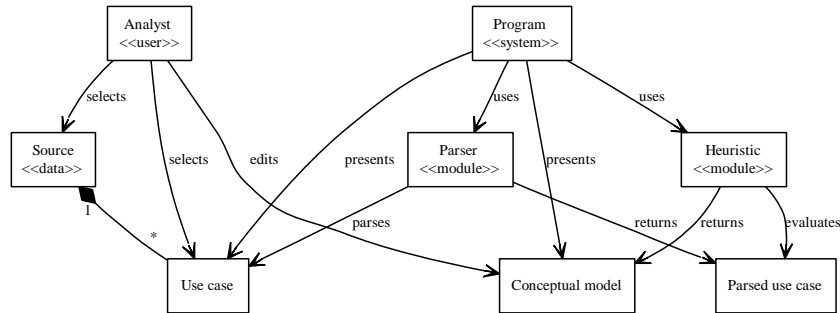 Analyst
<<user>>
Program
<<system>>
selects
uses
uses
Source
<<data>>
selects
edits
presents
Parser
<<module>>
presents
Heuristic
<<module>>
1
*
parses
returns
returns
evaluates
Use case
Conceptual model
Parsed use case